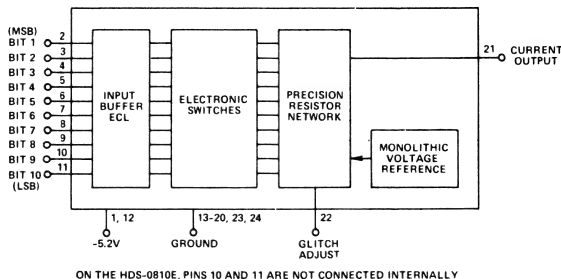 (MSB)
BIT 1 2
BIT 2 3
BIT 3 4
BIT 4 5
BIT 5 6
BIT 6 7
BIT 7 8
BIT 8 9
BIT 9 10
BIT 10 11
(LSB)
INPUT
BUFFER
ECL
ELECTRONIC
SWITCHES
PRECISION
RESISTOR
NETWORK
MONOLITHIC
VOLTAGE
REFERENCE
21 CURRENT
OUTPUT
1, 12
-5.2V
13-20, 23, 24
GROUND
22
GLITCH
ADJUST
ON THE HDS-0810E, PINS 10 AND 11 ARE NOT CONNECTED INTERNALLY